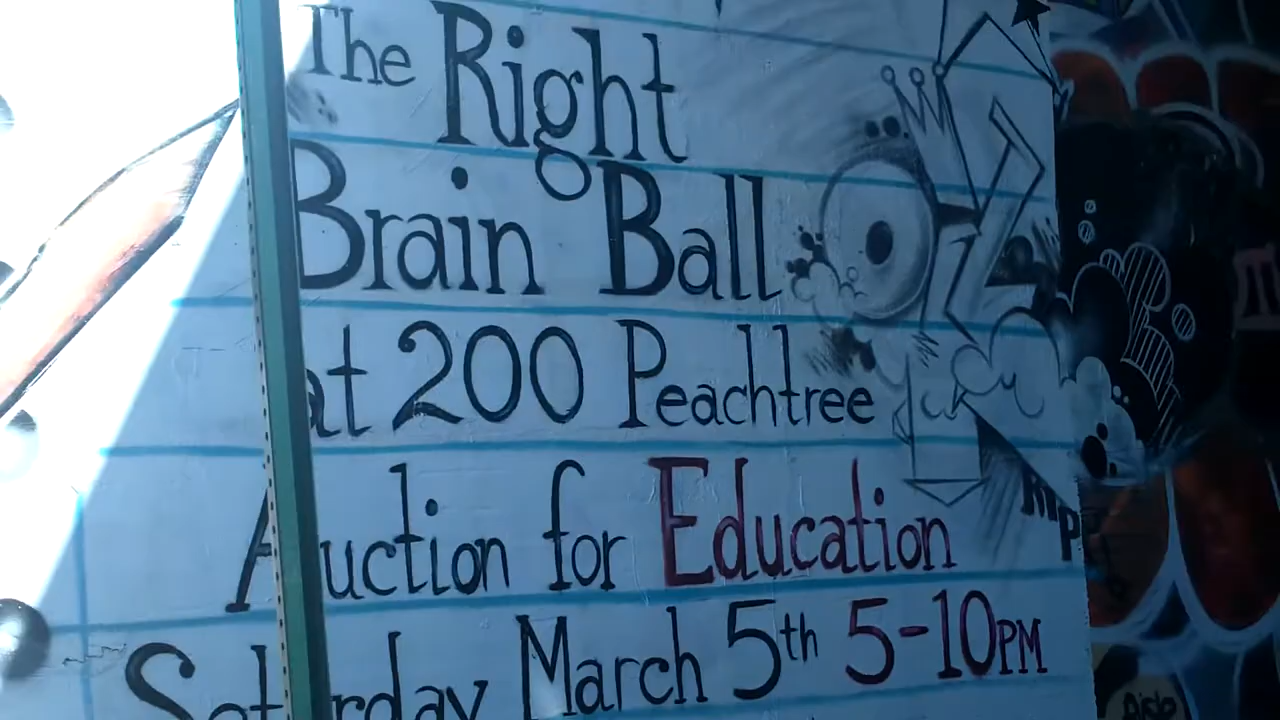 The Right
Brain Ball
at 200 Peachtree
Auction for Education
Saturday March 5th 5-10PM